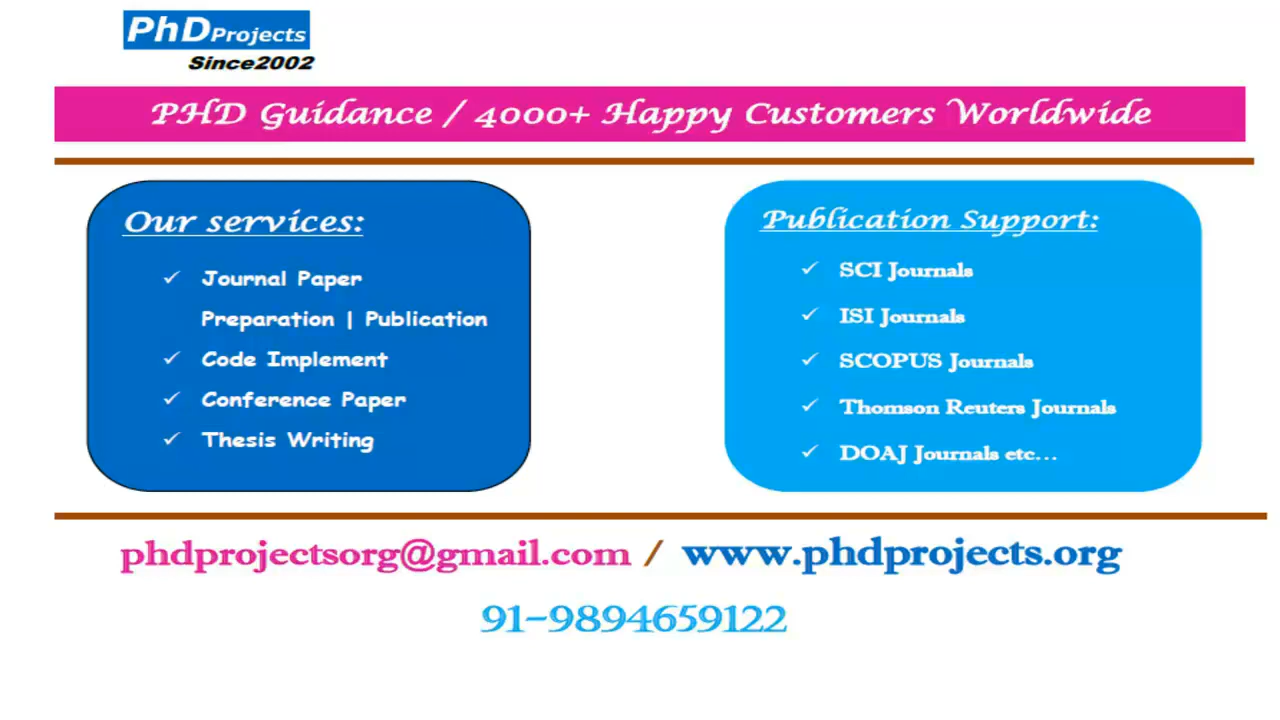 PhDProjects
Since2002
PHD Guidance / 4000+ Happy Customers Worldwide
Our services:
✓ Journal Paper
Preparation | Publication
✓ Code Implement
✓ Conference Paper
✓ Thesis Writing
Publication Support:
✓ SCI Journals
✓ ISI Journals
✓ SCOPUS Journals
✓ Thomson Reuters Journals
✓ DOAJ Journals etc...
phdprojectsorg@gmail.com / www.phdprojects.org
91-9894659122